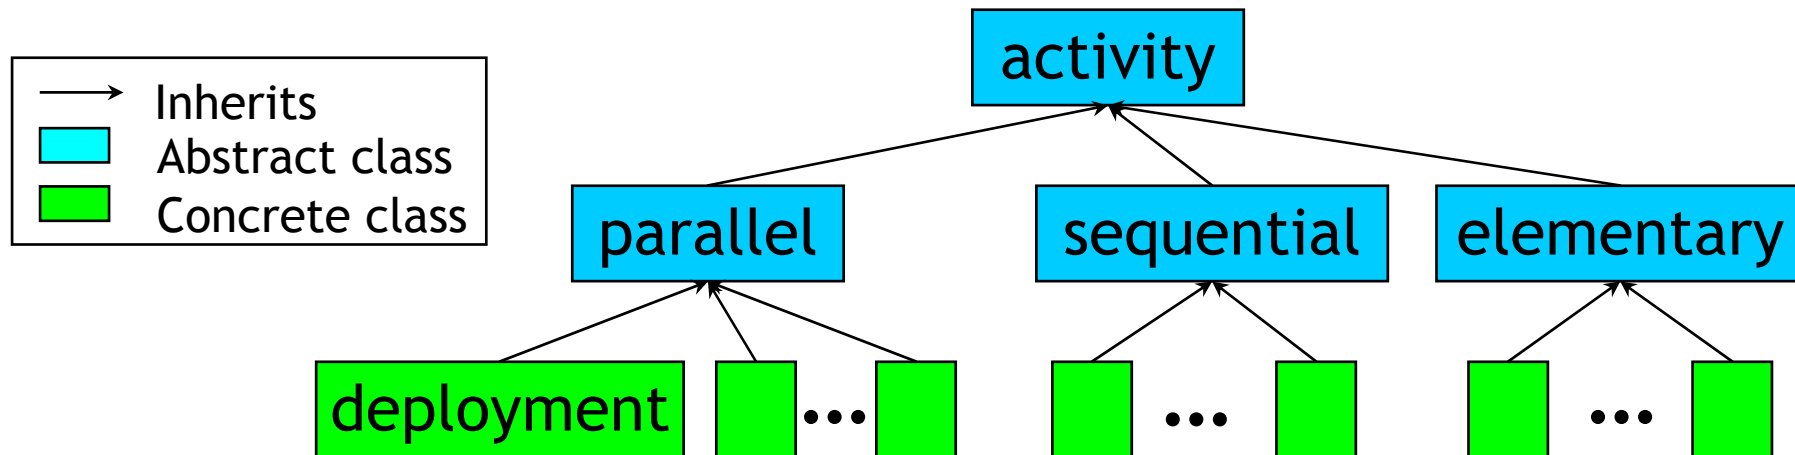 activity
Inherits
Abstract class
Concrete class
parallel
sequential
elementary
deployment
...
...
...